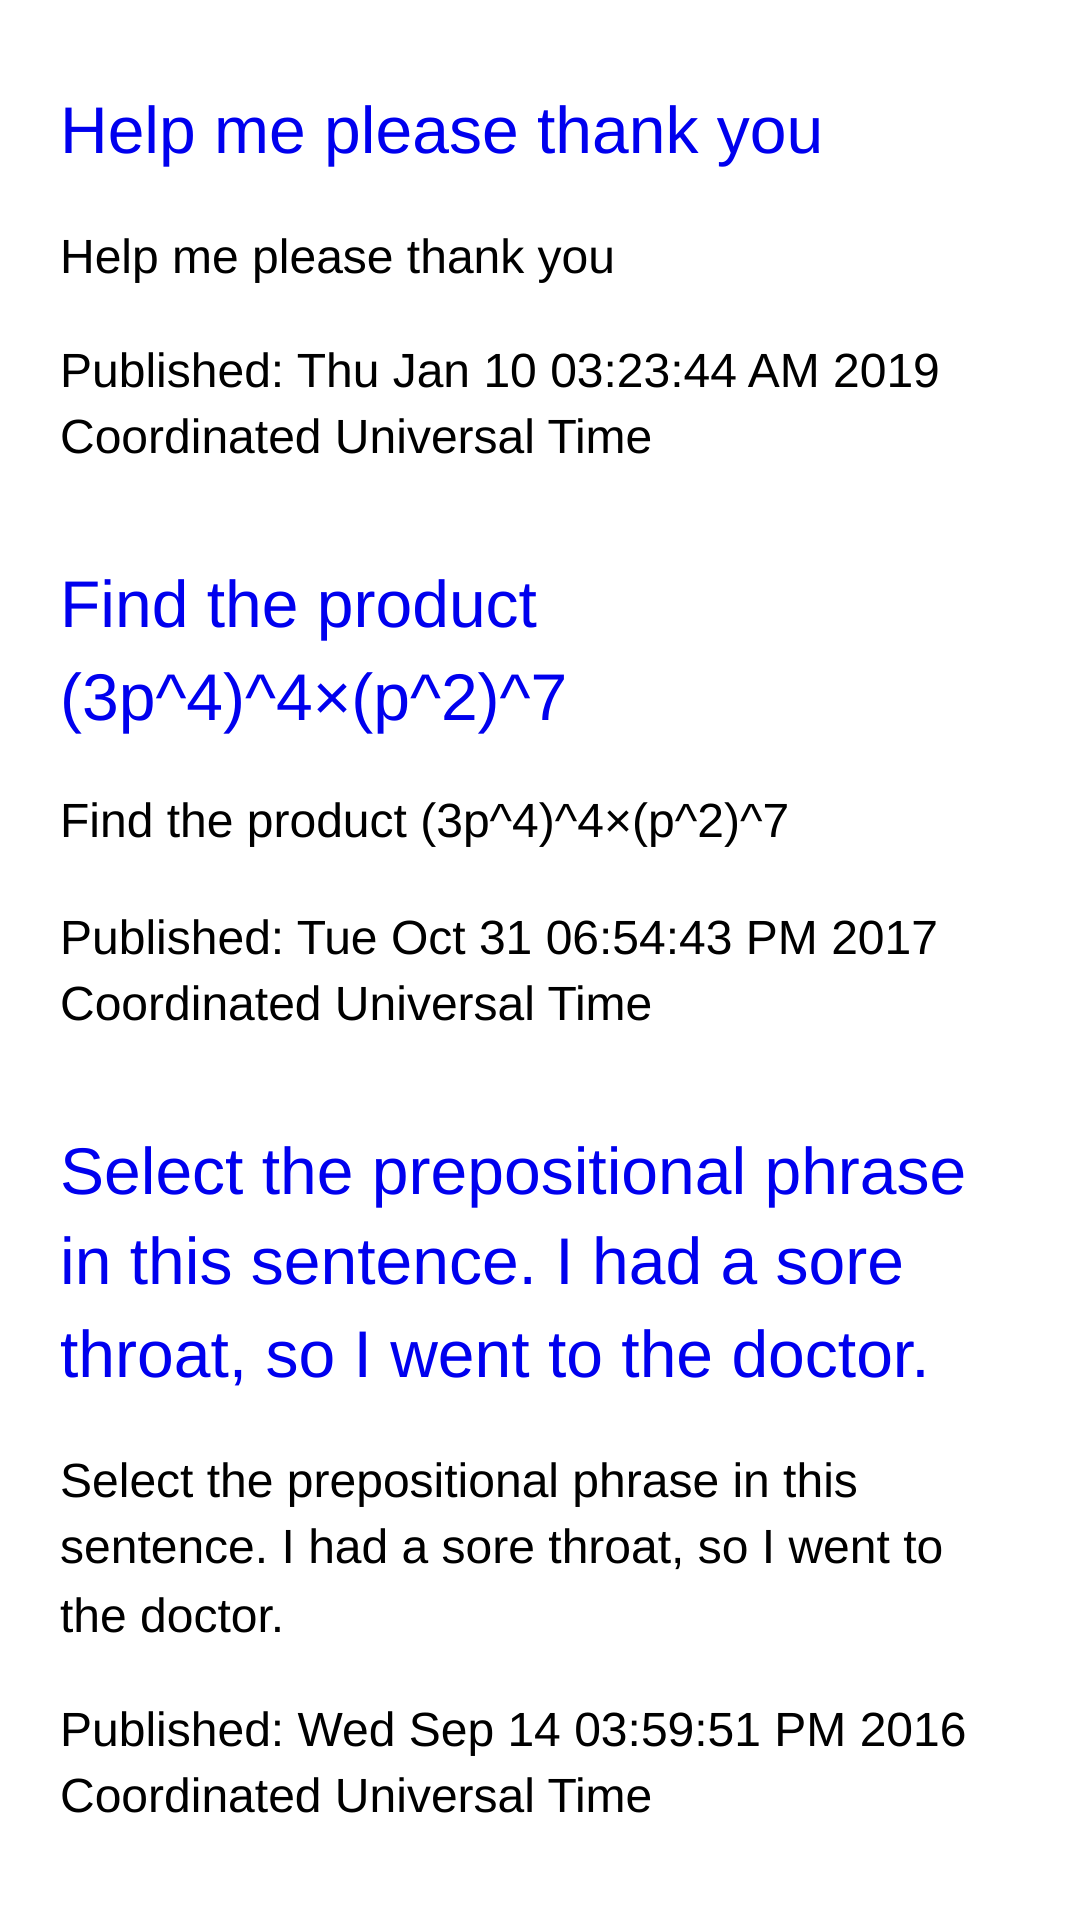 Help me please thank you
Help me please thank you
Published: Thu Jan 10 03:23:44 AM 2019
Coordinated Universal Time
Find the product
(3p^4)^4×(p^2)^7
Find the product (3p^4)^4×(p^2)^7
Published: Tue Oct 31 06:54:43 PM 2017
Coordinated Universal Time
Select the prepositional phrase
in this sentence. I had a sore
throat, so I went to the doctor.
Select the prepositional phrase in this
sentence. I had a sore throat, so I went to
the doctor.
Published: Wed Sep 14 03:59:51 PM 2016
Coordinated Universal Time